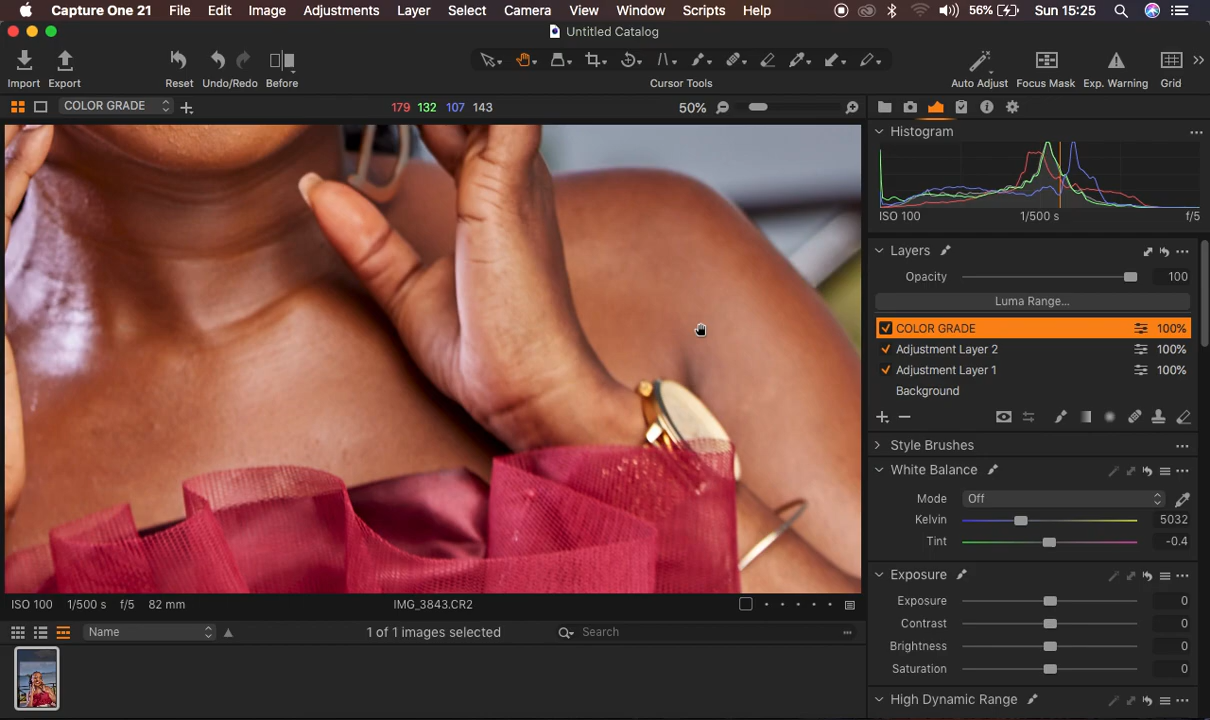 Capture One 21 File Edit Image Adjustments Layer Select Camera View Window Scripts Help 56% Sun 15:25
Untitled Catalog
Import Export Reset Undo/Redo Before Cursor Tools Auto Adjust Focus Mask Exp. Warning Grid
COLOR GRADE 179 132 107 143 50%
Histogram
ISO 100 1/500 s f/5
Layers
Opacity 100
Luma Range...
COLOR GRADE 100%
Adjustment Layer 2 100%
Adjustment Layer 1 100%
Background
Style Brushes
White Balance
Mode Off
Kelvin 5032
Tint -0.4
Exposure
Exposure 0
Contrast 0
Brightness 0
Saturation 0
High Dynamic Range
ISO 100 1/500 s f/5 82 mm IMG_3843.CR2
Name 1 of 1 images selected Search